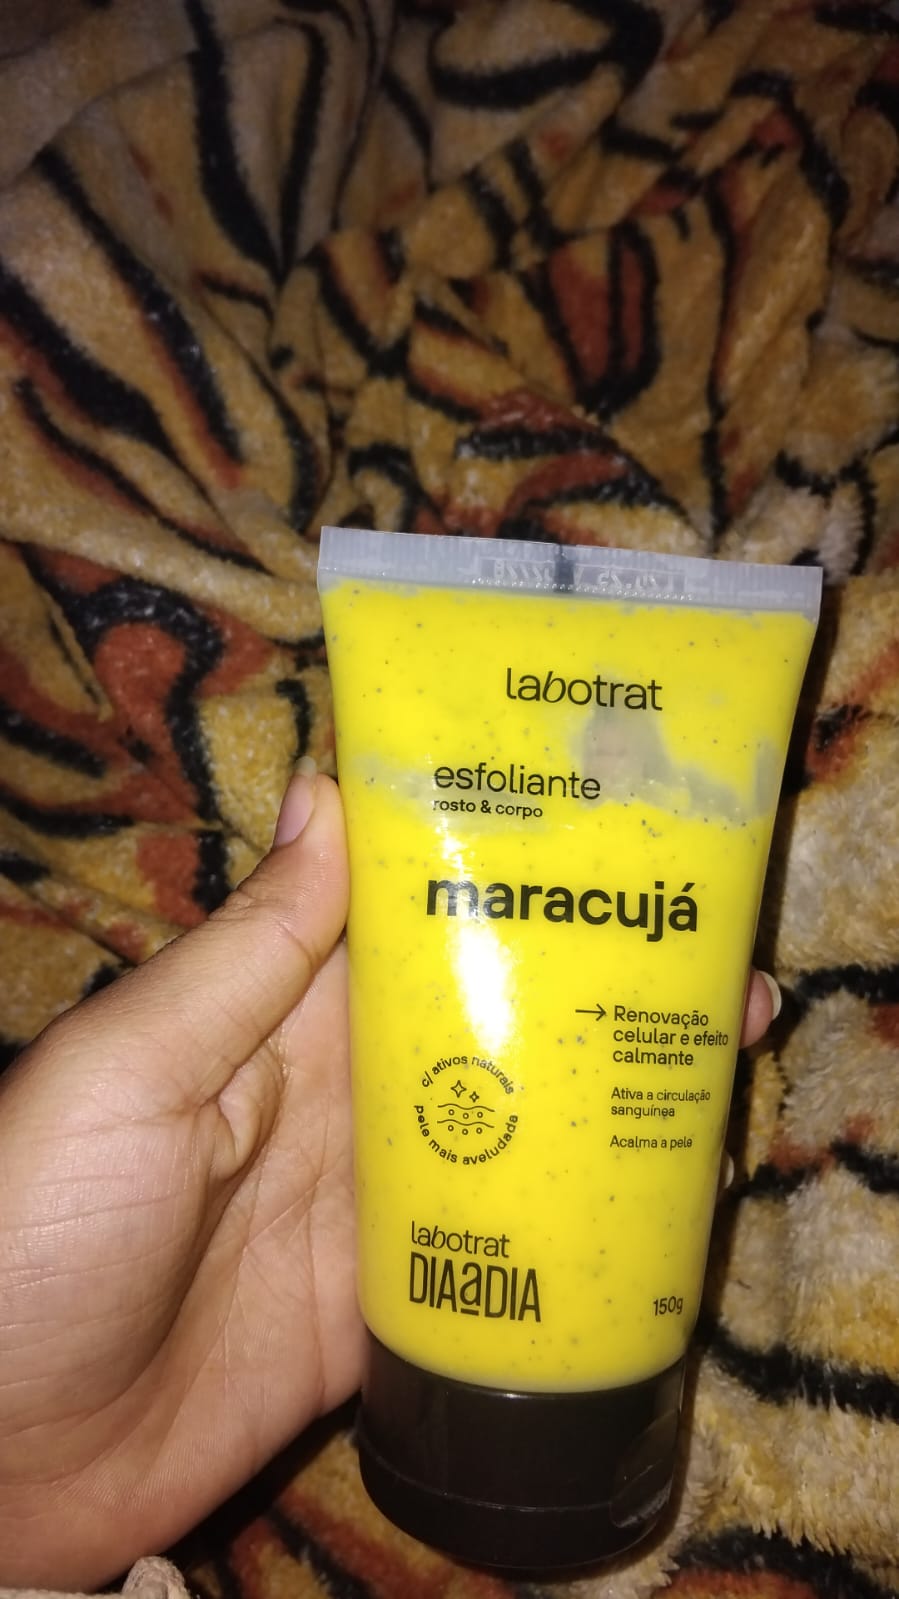 labotrat
esfoliante
rosto & corpo
maracujá
→ Renovação
celular e efeito
calmante
Ativa a circulação
sanguínea
Acalma a pele
c/ ativos naturais
pele mais aveludada
labotrat
DIAaDIA
150g